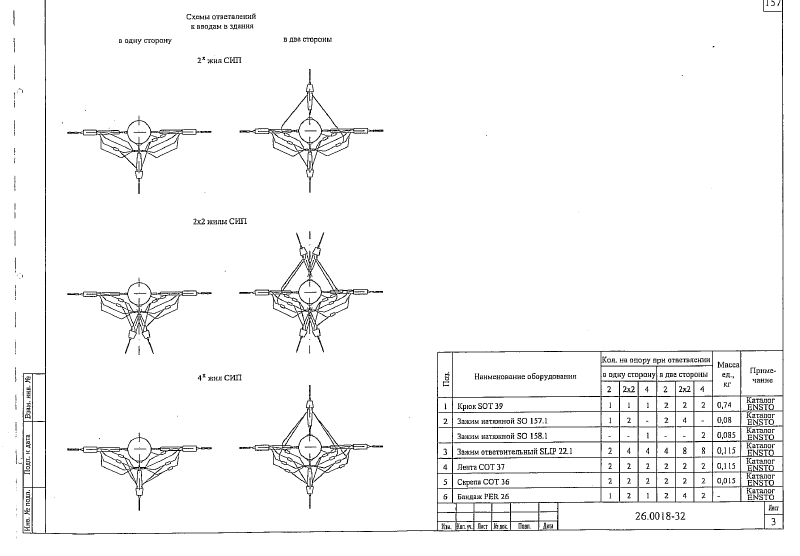 157
Схемы ответвлений
к вводам в здания
в одну сторону
в две стороны
2х жил СИП
2х2 жилы СИП
4х жил СИП
Поз.
Наименование оборудования
Кол. на опору при ответвлении
в одну сторону
в две стороны
2 2х2 4 2 2х2 4
Масса
ед.,
кг
Приме-
чание
1 Крюк SOT 39 1 1 1 2 2 2 0,74 Каталог ENSTO
2 Зажим натяжной SO 157.1 1 2 - 2 4 - 0,08 Каталог ENSTO
Зажим натяжной SO 158.1 - - 1 - - 2 0,085 Каталог ENSTO
3 Зажим ответвительный SLIP 22.1 2 4 4 4 8 8 0,115 Каталог ENSTO
4 Лента COT 37 2 2 2 2 2 2 0,115 Каталог ENSTO
5 Скрепа COT 36 2 2 2 2 2 2 0,015 Каталог ENSTO
6 Бандаж PER 26 1 2 1 2 4 2 - Каталог ENSTO
Изм. Кол. уч. Лист № док. Подп. Дата
26.0018-32
Лист
3
Взам. инв. №
Подп. и дата
Инв. № подл.